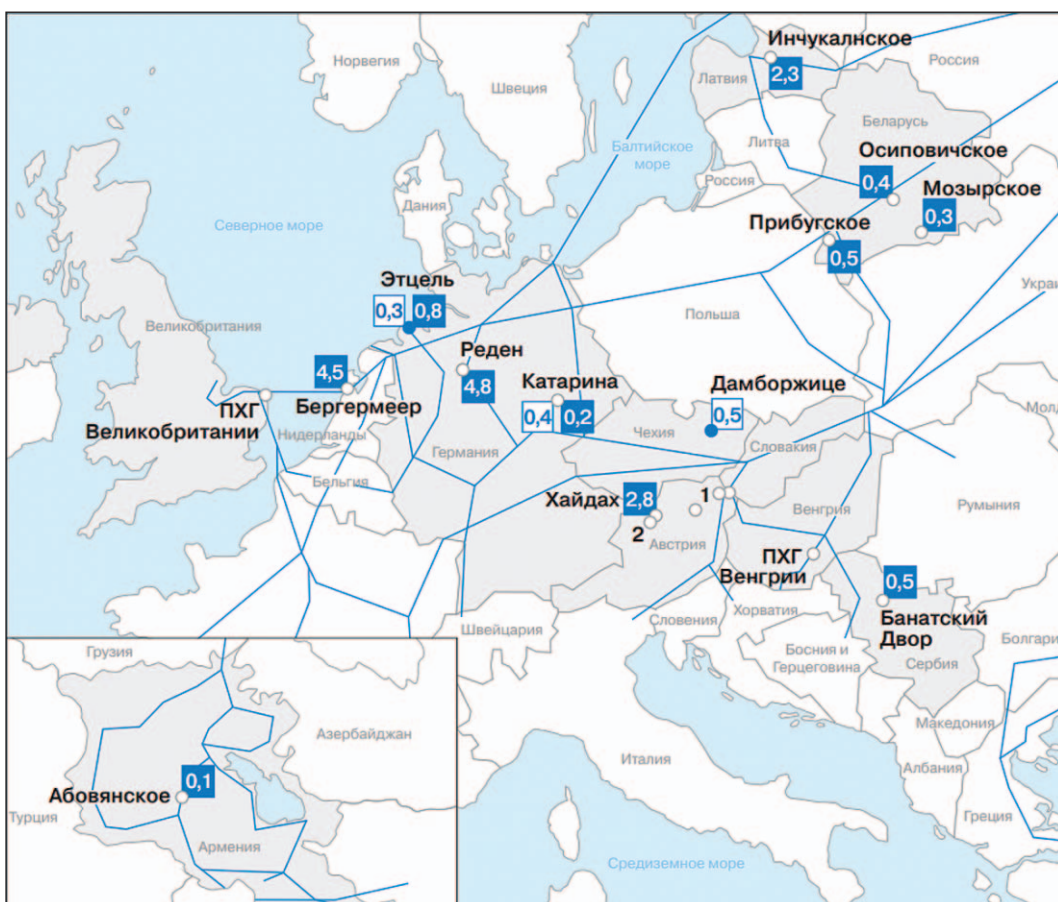 Норвегия
Швеция
Инчукалнское
2,3
Латвия
Россия
Беларусь
Балтийское
море
Литва
Россия
Осиповичское
0,4
Мозырское
0,3
Дания
Северное море
Прибугское
0,5
Этцель
0,3
0,8
Польша
Великобритания
Реден
4,8
4,5
Бергермеер
Катарина
0,4
0,2
Дамборжице
0,5
ПХГ
Великобритании
Нидерланды
Германия
Чехия
Словакия
Бельгия
Хайдах
2,8
1
2
Австрия
Венгрия
Румыния
ПХГ
Венгрии
0,5
Банатский
Двор
Сербия
Швейцария
Словения
Хорватия
Босния и
Герцеговина
Македония
Албания
Италия
Греция
Средиземное море
Грузия
Азербайджан
0,1
Абовянское
Турция
Армения
Украи
Молд
Болгари